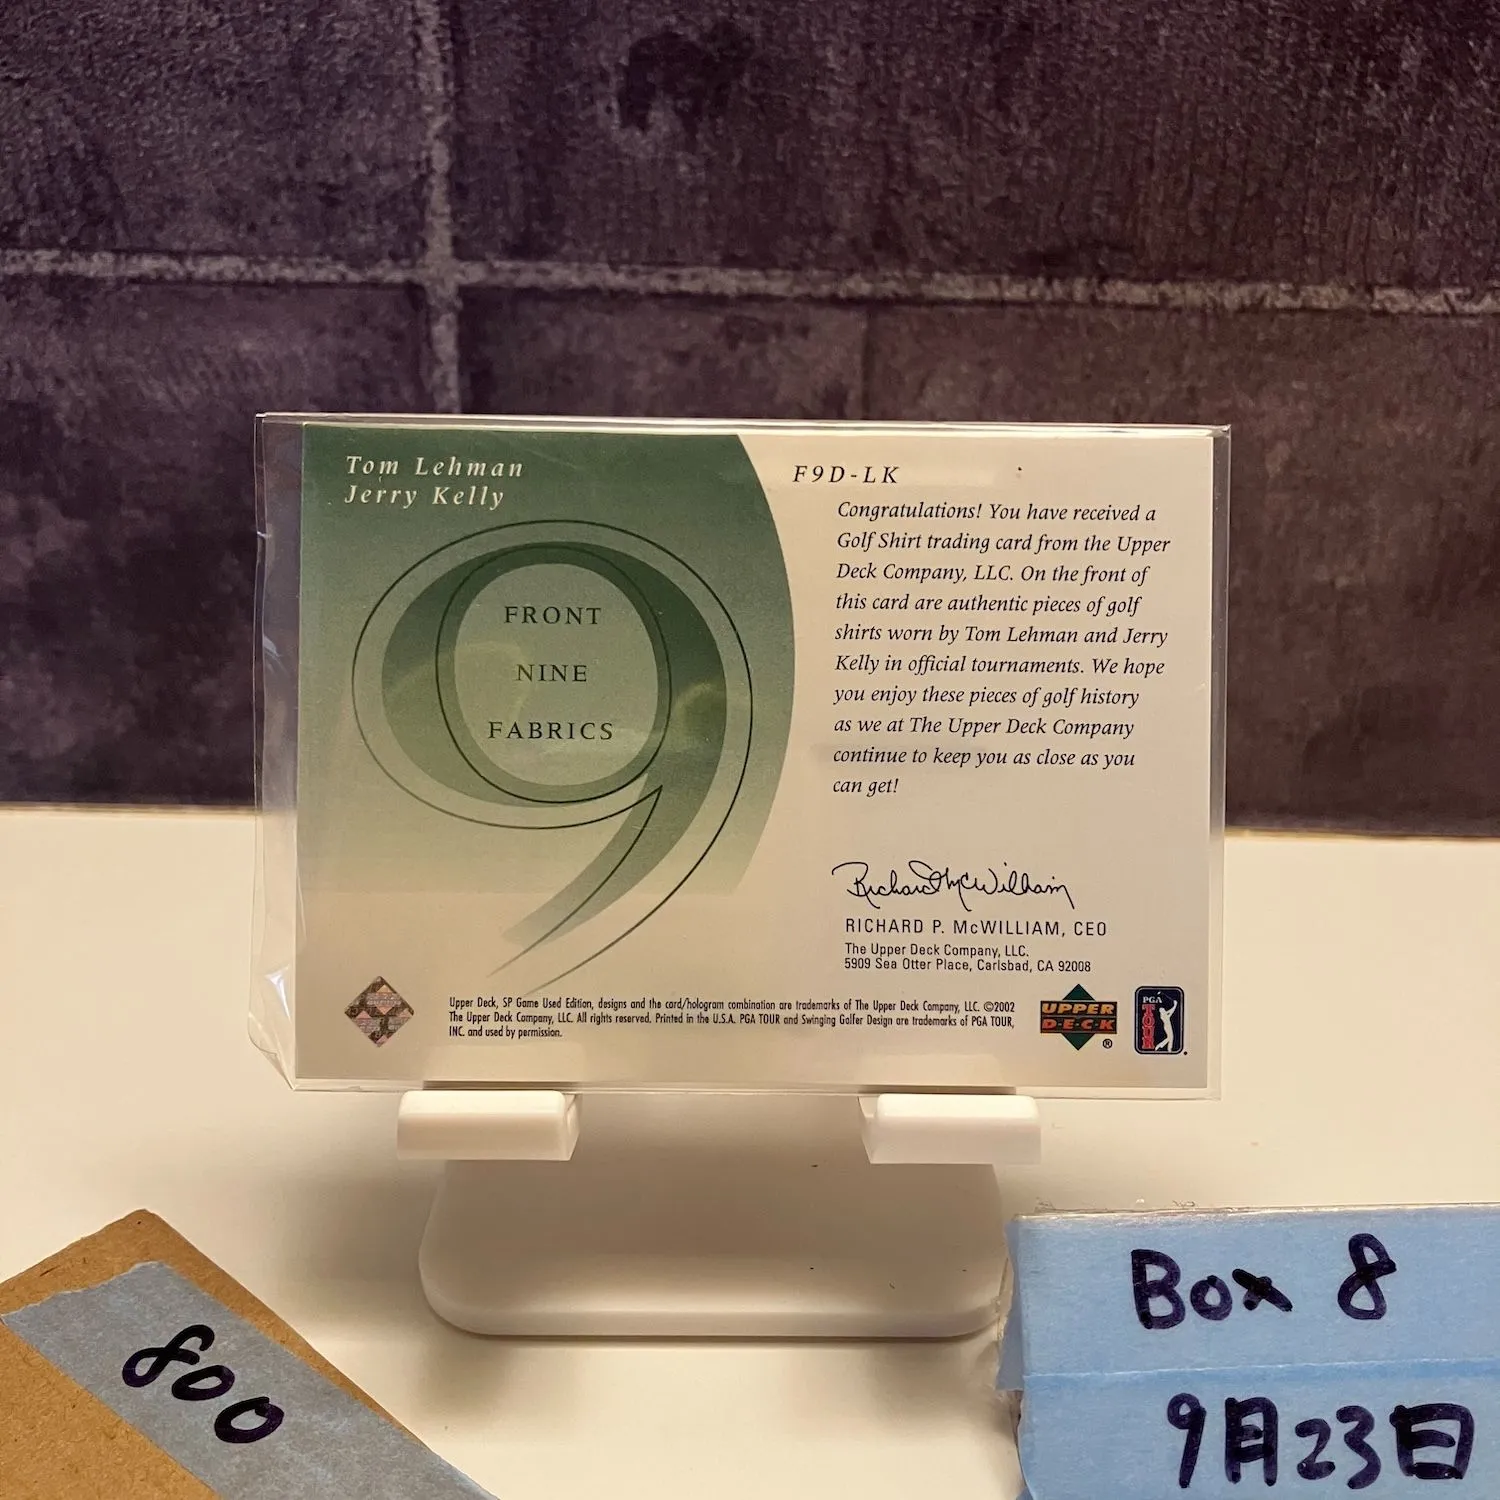 Tom Lehman
Jerry Kelly
FRONT
NINE
FABRICS
F9D-LK
Congratulations! You have received a
Golf Shirt trading card from the Upper
Deck Company, LLC. On the front of
this card are authentic pieces of golf
shirts worn by Tom Lehman and Jerry
Kelly in official tournaments. We hope
you enjoy these pieces of golf history
as we at The Upper Deck Company
continue to keep you as close as you
can get!
Richard McWilliam
RICHARD P. McWILLIAM, CEO
The Upper Deck Company, LLC.
5909 Sea Otter Place, Carlsbad, CA 92008
Upper Deck, SP Game Used Edition, designs and the card/hologram combination are trademarks of The Upper Deck Company, LLC. ©2002
The Upper Deck Company, LLC. All rights reserved. Printed in the U.S.A. PGA TOUR and Swinging Golfer Design are trademarks of PGA TOUR,
INC. and used by permission.
UPPER
D·E·C·K
®
PGA
TOUR
800
Box 8
9月23日